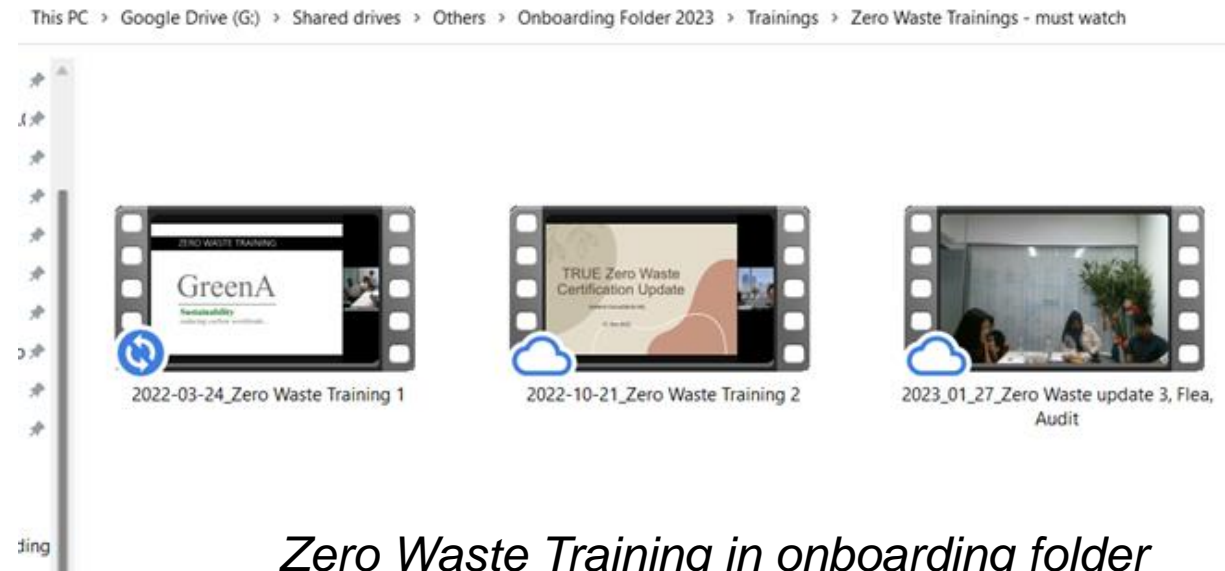 This PC > Google Drive (G:) > Shared drives > Others > Onboarding Folder 2023 > Trainings > Zero Waste Trainings - must watch
ZERO WASTE TRAINING
GreenA
Sustainability
TRUE Zero Waste
Certification Update
2022-03-24_Zero Waste Training 1
2022-10-21_Zero Waste Training 2
2023_01_27_Zero Waste update 3, Flea,
Audit
ding
Zero Waste Training in onboarding folder